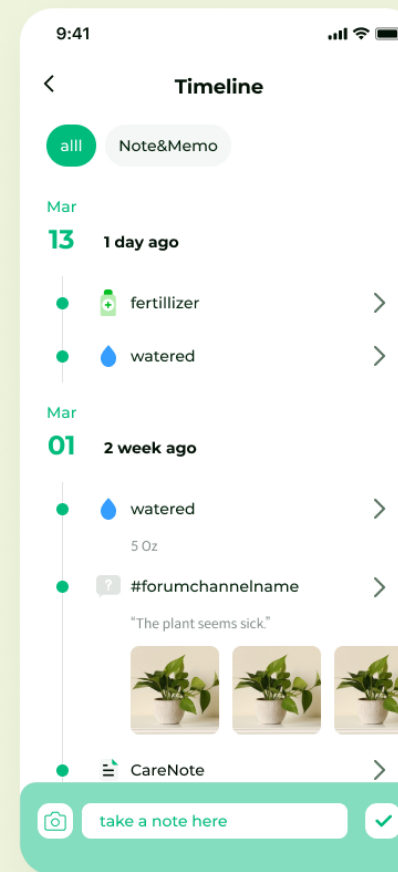 9:41
Timeline
alll
Note&Memo
Mar
13
1 day ago
fertillizer
watered
Mar
01
2 week ago
watered
5 Oz
?
#forumchannelname
“The plant seems sick.”
CareNote
take a note here